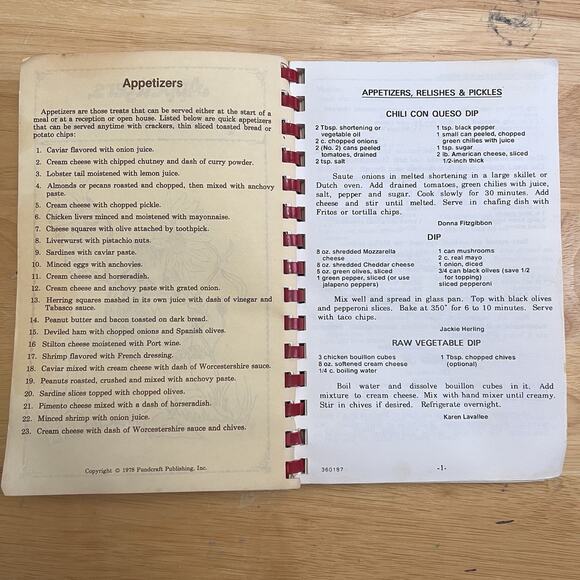 Appetizers
Appetizers are those treats that can be served either at the start of a
meal or at a reception or open house. Listed below are quick appetizers
that can be served anytime with crackers, thin sliced toasted bread or
potato chips:
1. Caviar flavored with onion juice.
2. Cream cheese with chipped chutney and dash of curry powder.
3. Lobster tail moistened with lemon juice.
4. Almonds or pecans roasted and chopped, then mixed with anchovy
paste.
5. Cream cheese with chopped pickle.
6. Chicken livers minced and moistened with mayonnaise.
7. Cheese squares with olive attached by toothpick.
8. Liverwurst with pistachio nuts.
9. Sardines with caviar paste.
10. Minced eggs with anchovies.
11. Cream cheese and horseradish.
12. Cream cheese and anchovy paste with grated onion.
13. Herring squares mashed in its own juice with dash of vinegar and
Tabasco sauce.
14. Peanut butter and bacon toasted on dark bread.
15. Deviled ham with chopped onions and Spanish olives.
16 Stilton cheese moistened with Port wine.
17. Shrimp flavored with French dressing.
18. Caviar mixed with cream cheese with dash of Worcestershire sauce.
19. Peanuts roasted, crushed and mixed with anchovy paste.
20. Sardine slices topped with chopped olives.
21. Pimento cheese mixed with a dash of horseradish.
22. Minced shrimp with onion juice.
23. Cream cheese with dash of Worcestershire sauce and chives.
Copyright © 1978 Fundcraft Publishing, Inc.
APPETIZERS, RELISHES & PICKLES
CHILI CON QUESO DIP
2 Tbsp. shortening or
vegetable oil
2 c. chopped onions
2 (No. 2) cans peeled
tomatoes, drained
2 tsp. salt
1 tsp. black pepper
1 small can peeled, chopped
green chilies with juice
1 tsp. sugar
2 lb. American cheese, sliced
1/2-inch thick
Saute onions in melted shortening in a large skillet or
Dutch oven. Add drained tomatoes, green chilies with juice,
salt, pepper and sugar. Cook slowly for 30 minutes. Add
cheese and stir until melted. Serve in chafing dish with
Fritos or tortilla chips.
Donna Fitzgibbon
DIP
8 oz. shredded Mozzarella
cheese
8 oz. shredded Cheddar cheese
5 oz. green olives, sliced
1 green pepper, sliced (or use
jalapeno peppers)
1 can mushrooms
2 c. real mayo
1 onion, diced
3/4 can black olives (save 1/2
for topping)
sliced pepperoni
Mix well and spread in glass pan. Top with black olives
and pepperoni slices. Bake at 350° for 6 to 10 minutes. Serve
with taco chips.
Jackie Herling
RAW VEGETABLE DIP
3 chicken bouillon cubes
8 oz. softened cream cheese
1/4 c. boiling water
1 Tbsp. chopped chives
(optional)
Boil water and dissolve bouillon cubes in it. Add
mixture to cream cheese. Mix with hand mixer until creamy.
Stir in chives if desired. Refrigerate overnight.
Karen Lavallee
360187
-1-